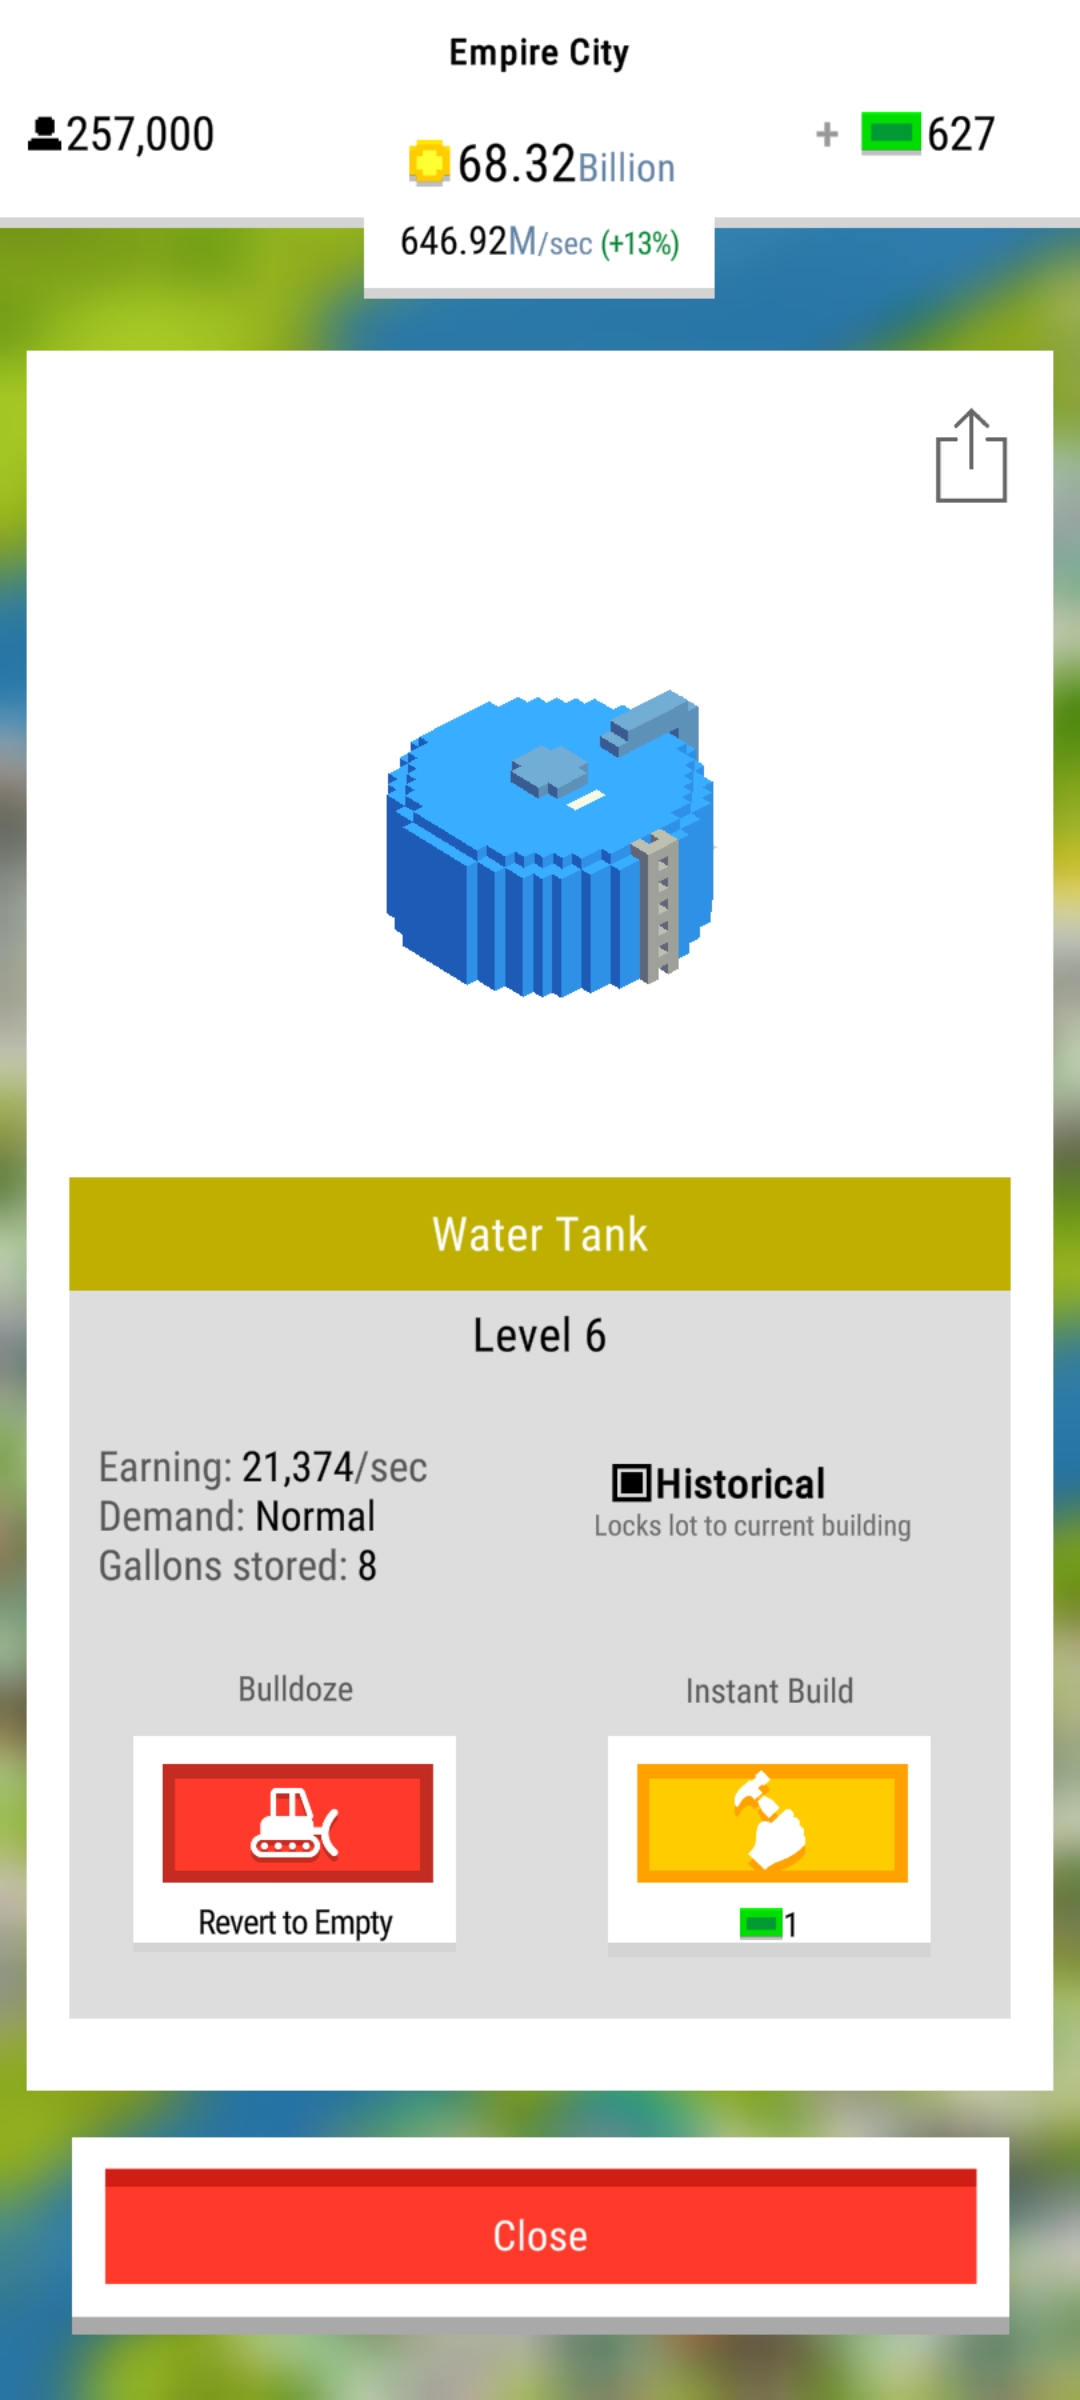 Empire City
257,000
68.32Billion
+ 627
646.92M/sec (+13%)
Water Tank
Level 6
Earning: 21,374/sec
Demand: Normal
Gallons stored: 8
Historical
Locks lot to current building
Bulldoze
Instant Build
Revert to Empty
1
Close